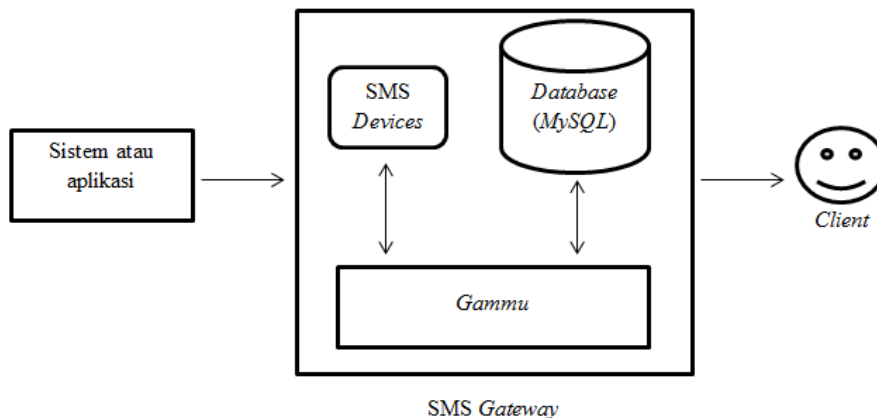 Sistem atau
aplikasi
SMS
Devices
Database
(MySQL)
Gammu
Client
SMS Gateway